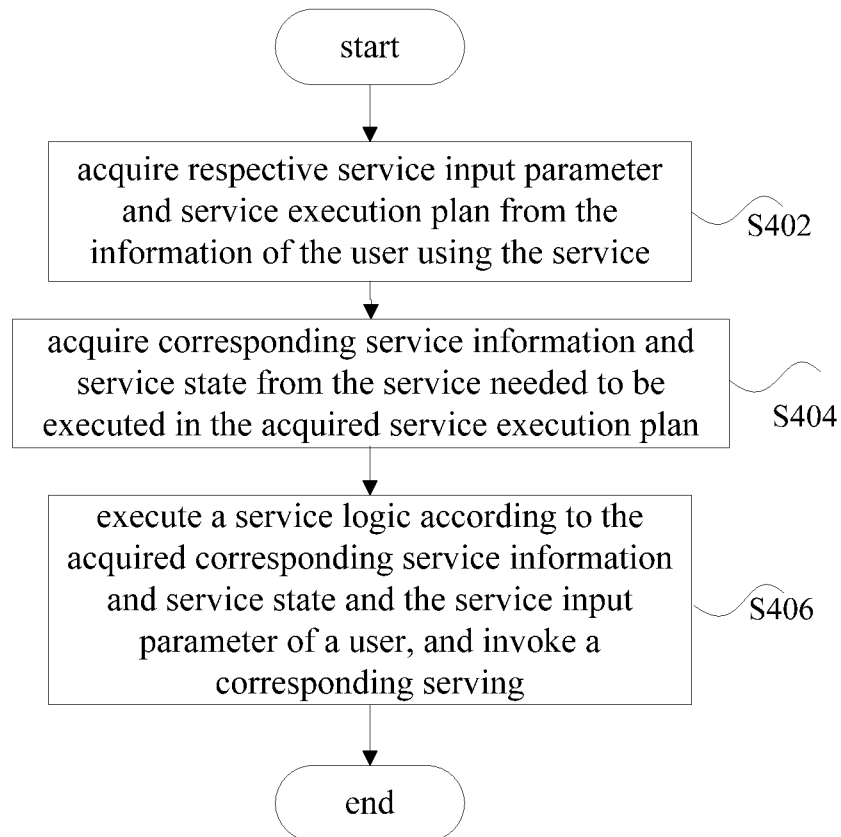 start
acquire respective service input parameter
and service execution plan from the
information of the user using the service
S402
acquire corresponding service information and
service state from the service needed to be
executed in the acquired service execution plan
S404
execute a service logic according to the
acquired corresponding service information
and service state and the service input
parameter of a user, and invoke a
corresponding serving
S406
end